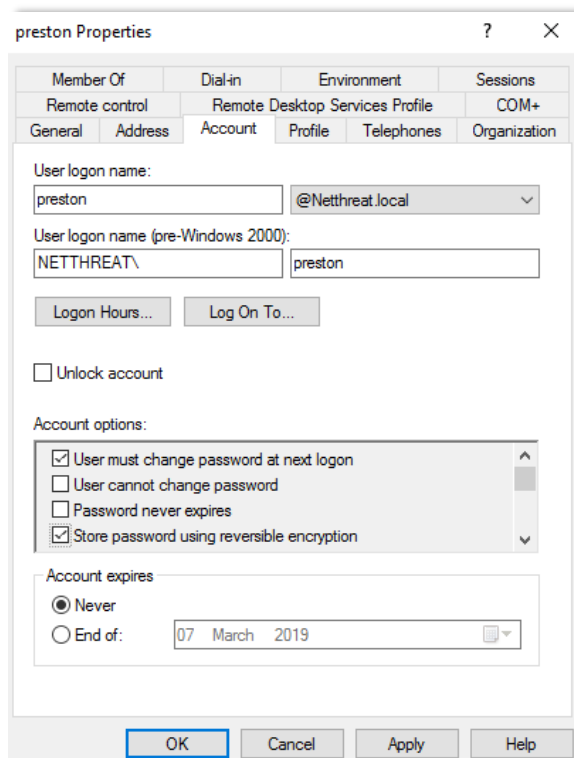 preston Properties ? ×
Member Of Dial-in Environment Sessions
Remote control Remote Desktop Services Profile COM+
General Address Account Profile Telephones Organization
User logon name:
preston @Netthreat.local
User logon name (pre-Windows 2000):
NETTHREAT\ preston
Logon Hours... Log On To...
Unlock account
Account options:
User must change password at next logon
User cannot change password
Password never expires
Store password using reversible encryption
Account expires
Never
End of: 07 March 2019
OK Cancel Apply Help